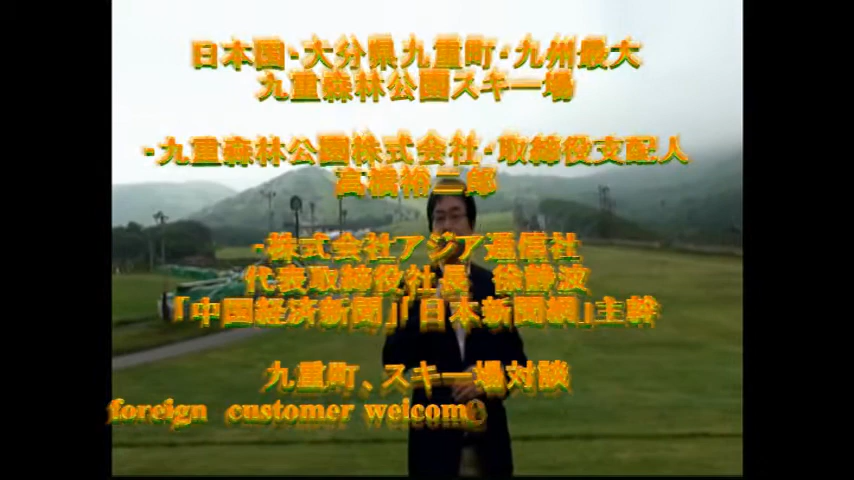 日本国・大分県九重町・九州最大
九重森林公園スキー場
・九重森林公園株式会社・取締役支配人
高橋裕二郎
・株式会社アジア通信社
代表取締役社長 徐静波
「中国経済新聞」「日本新聞網」主幹
九重町、スキー場対談
foreign customer welcome